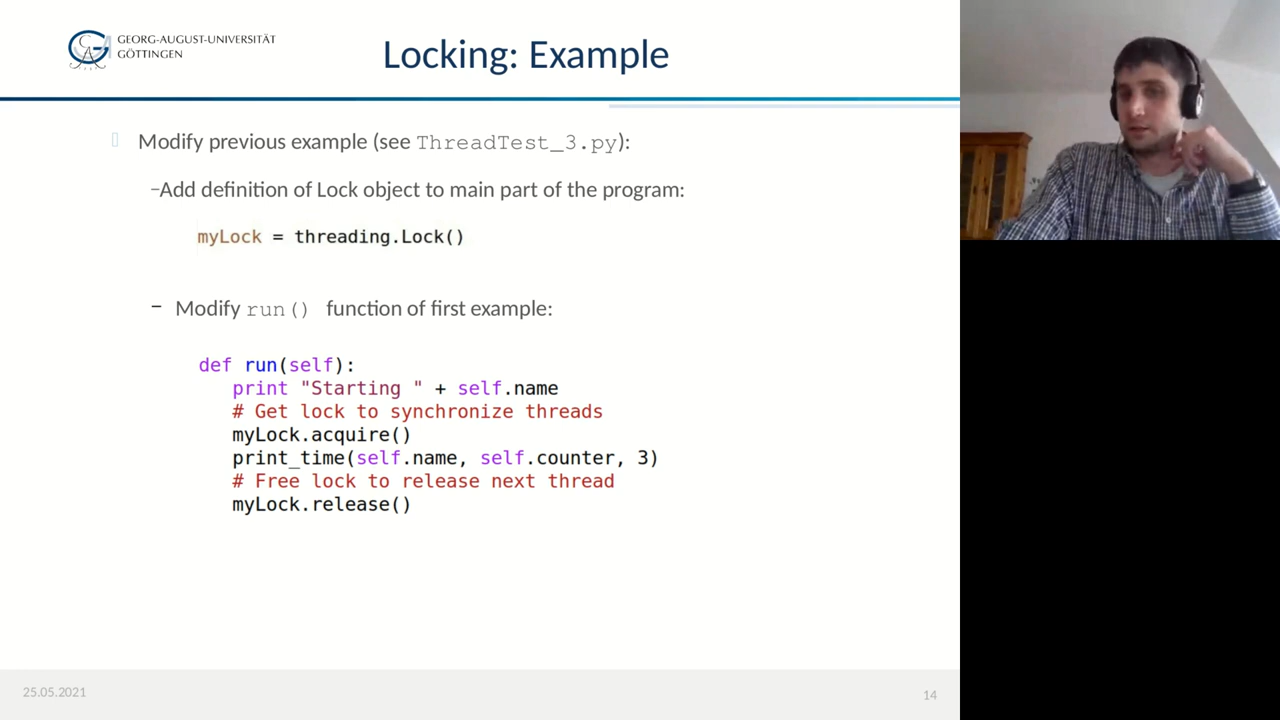 GEORG-AUGUST-UNIVERSITÄT
GÖTTINGEN
Locking: Example
Modify previous example (see ThreadTest_3.py):
–Add definition of Lock object to main part of the program:
myLock = threading.Lock()
– Modify run() function of first example:
def run(self):
print "Starting " + self.name
# Get lock to synchronize threads
myLock.acquire()
print_time(self.name, self.counter, 3)
# Free lock to release next thread
myLock.release()
25.05.2021
14